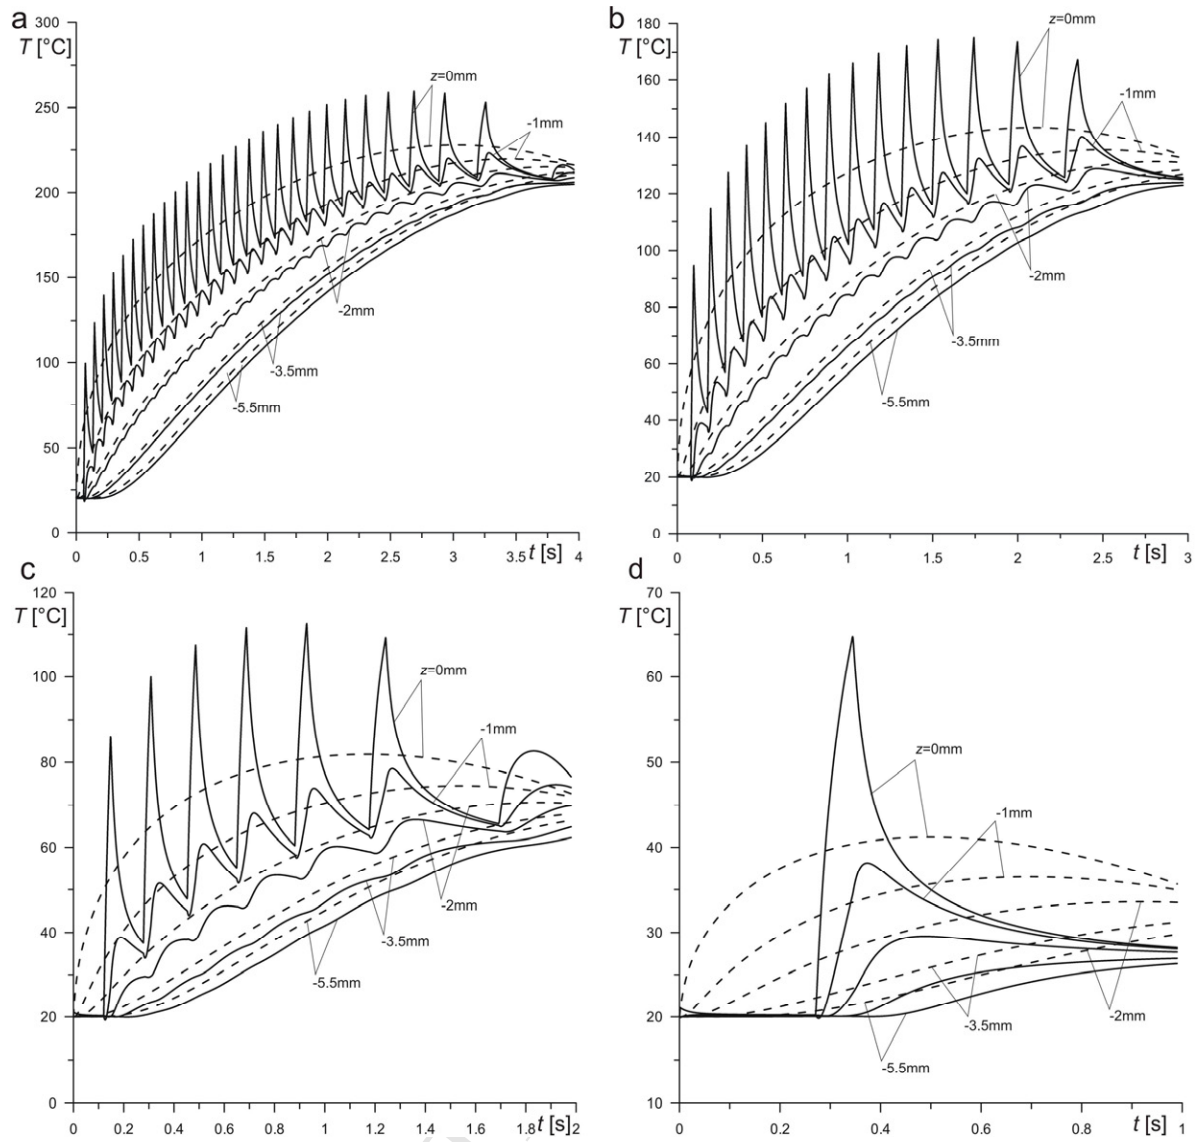 a
T [°C]
300
250
200
150
100
50
0
z=0mm
-1mm
-2mm
-3.5mm
-5.5mm
0 0.5 1 1.5 2 2.5 3 3.5 t [s] 4
b
T [°C]
180
160
140
120
100
80
60
40
20
0
z=0mm
-1mm
-2mm
-3.5mm
-5.5mm
0 0.5 1 1.5 2 2.5 t [s] 3
c
T [°C]
120
100
80
60
40
20
0
z=0mm
-1mm
-2mm
-3.5mm
-5.5mm
0 0.2 0.4 0.6 0.8 1 1.2 1.4 1.6 1.8 t [s] 2
d
T [°C]
70
60
50
40
30
20
10
z=0mm
-1mm
-2mm
-3.5mm
-5.5mm
0 0.2 0.4 0.6 0.8 t [s] 1